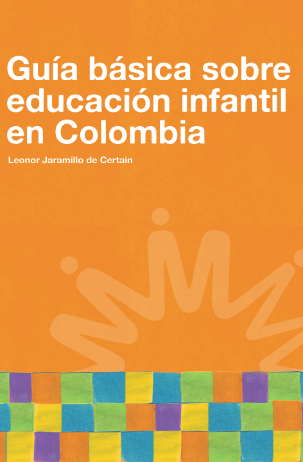 Guía básica sobre
educación infantil
en Colombia
Leonor Jaramillo de Certain